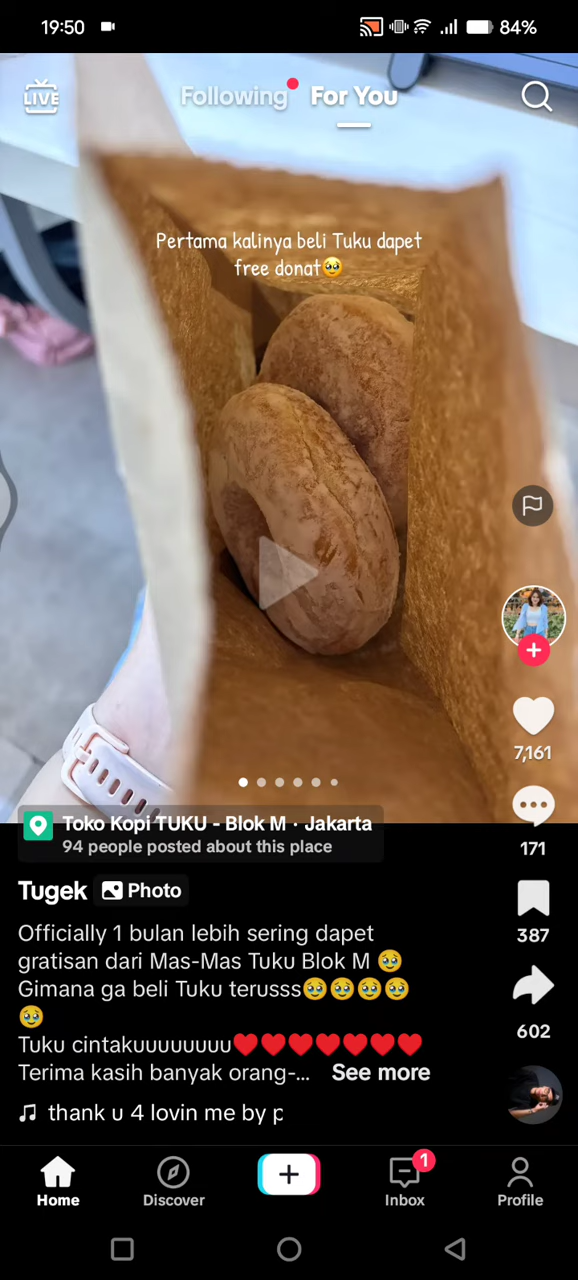 19:50
84%
LIVE
Following
For You
Pertama kalinya beli Tuku dapet
free donat🥹
7,161
Toko Kopi TUKU - Blok M · Jakarta
94 people posted about this place
171
Tugek
Photo
387
Officially 1 bulan lebih sering dapet
gratisan dari Mas-Mas Tuku Blok M 🥹
Gimana ga beli Tuku terusss🥹🥹🥹🥹
🥹
Tuku cintakuuuuuuuu❤️❤️❤️❤️❤️❤️❤️
Terima kasih banyak orang-... See more
602
thank u 4 lovin me by p
Home
Discover
Inbox
1
Profile